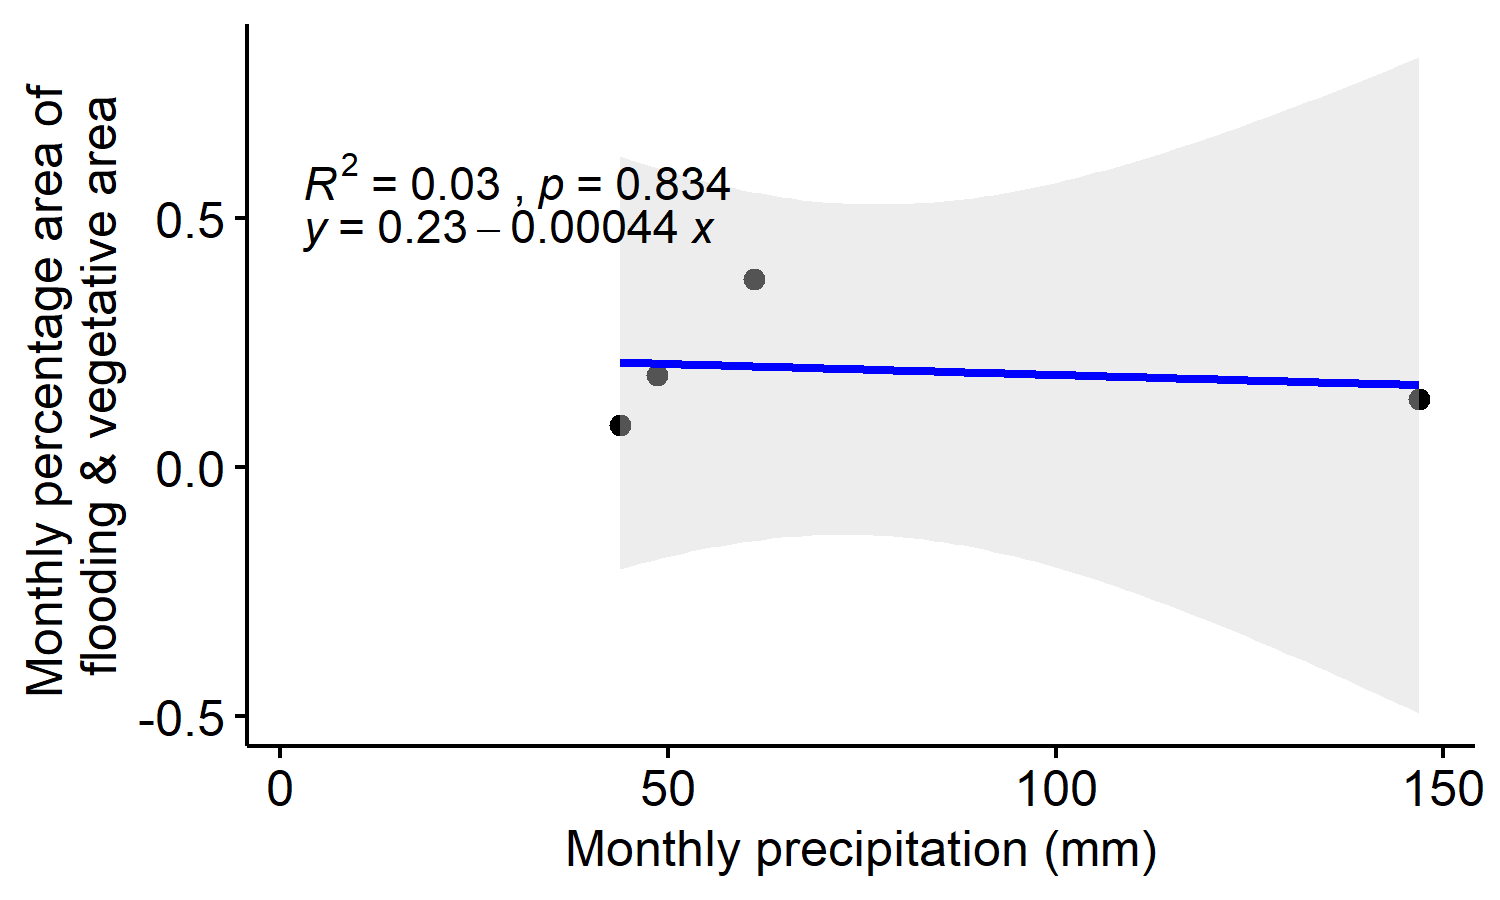 Monthly percentage area of
flooding & vegetative area
R² = 0.03 , p = 0.834
y = 0.23 – 0.00044 x
0.5
0.0
-0.5
0 50 100 150
Monthly precipitation (mm)